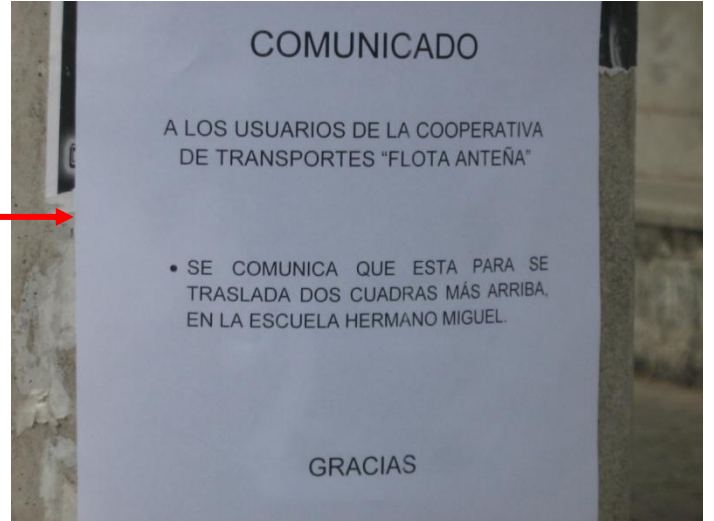 COMUNICADO
A LOS USUARIOS DE LA COOPERATIVA
DE TRANSPORTES “FLOTA ANTEÑA”
• SE COMUNICA QUE ESTA PARA SE
TRASLADA DOS CUADRAS MÁS ARRIBA,
EN LA ESCUELA HERMANO MIGUEL.
GRACIAS